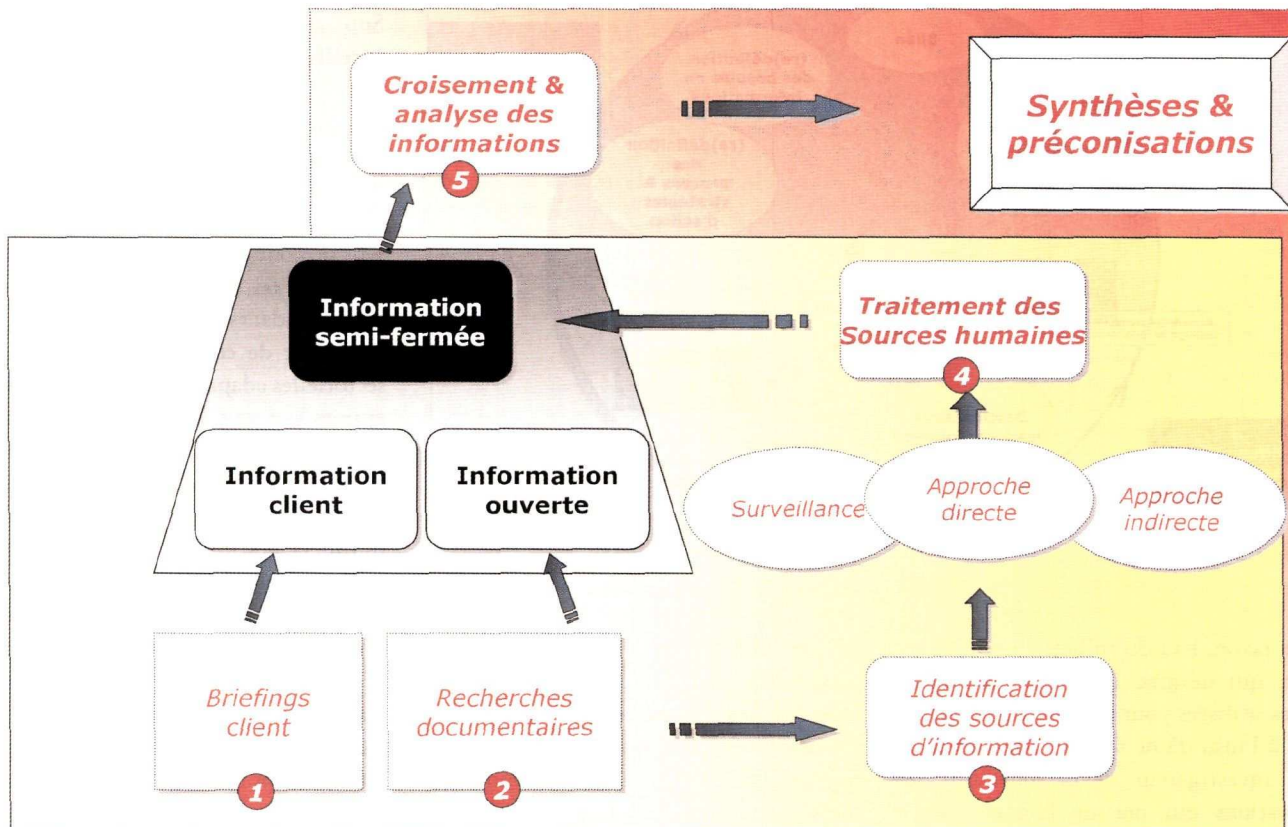 Croisement &
analyse des
informations
5
Synthèses &
préconisations
Information
semi-fermée
Traitement des
Sources humaines
4
Information
client
Information
ouverte
Surveillance
Approche
directe
Approche
indirecte
Briefings
client
1
Recherches
documentaires
2
Identification
des sources
d'information
3